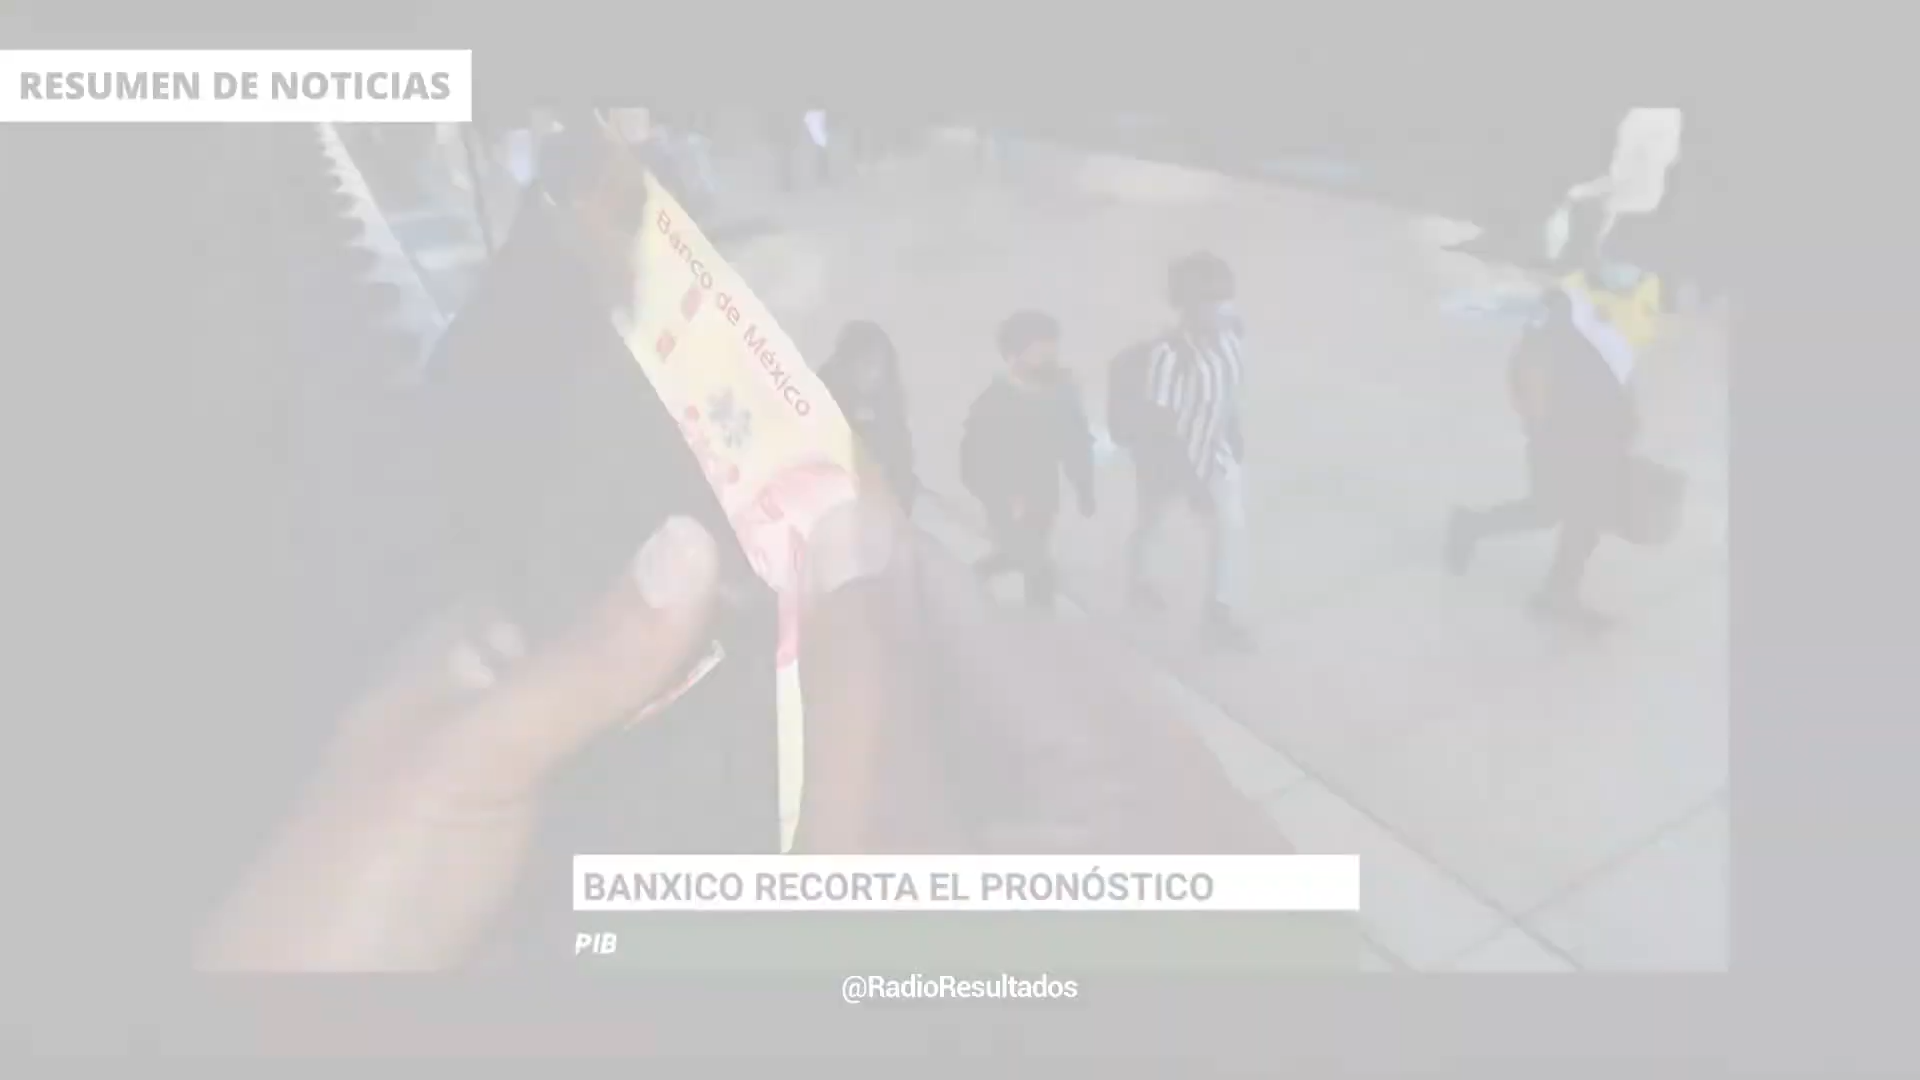 RESUMEN DE NOTICIAS
Banco de México
BANXICO RECORTA EL PRONÓSTICO
PIB
@RadioResultados